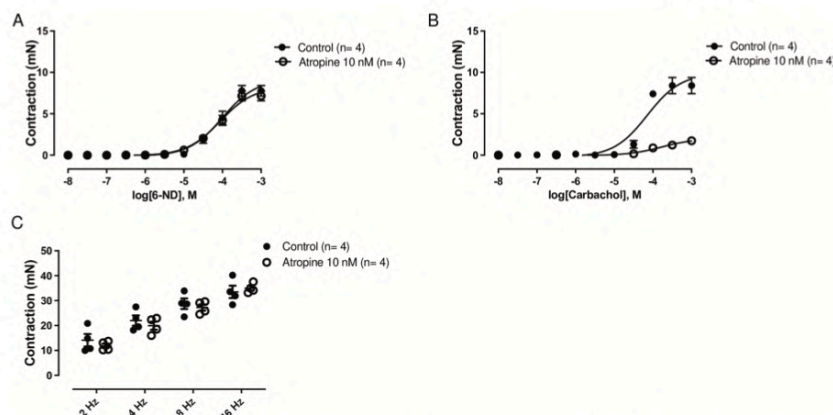 A
15
Control (n= 4)
Atropine 10 nM (n= 4)
10
5
0
Contraction (mN)
-8 -7 -6 -5 -4 -3
log[6-ND], M
B
15
Control (n= 4)
Atropine 10 nM (n= 4)
10
5
0
Contraction (mN)
-8 -7 -6 -5 -4 -3
log[Carbachol], M
C
50
Control (n= 4)
Atropine 10 nM (n= 4)
40
30
20
10
0
Contraction (mN)
2 Hz
4 Hz
8 Hz
Hz